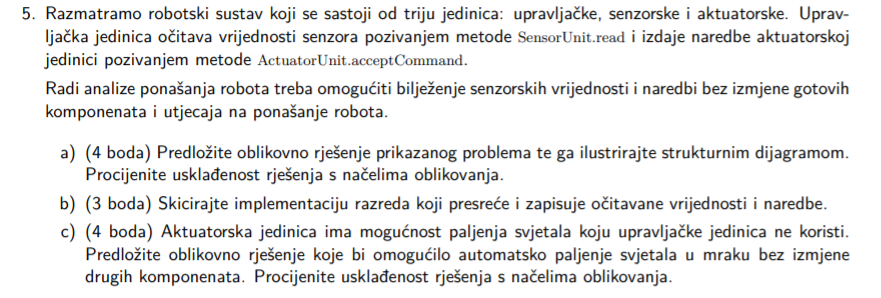 5. Razmatramo robotski sustav koji se sastoji od triju jedinica: upravljačke, senzorske i aktuatorske. Uprav-
ljačka jedinica očitava vrijednosti senzora pozivanjem metode SensorUnit.read i izdaje naredbe aktuatorskoj
jedinici pozivanjem metode ActuatorUnit.acceptCommand.
Radi analize ponašanja robota treba omogućiti bilježenje senzorskih vrijednosti i naredbi bez izmjene gotovih
komponenata i utjecaja na ponašanje robota.
a) (4 boda) Predložite oblikovno rješenje prikazanog problema te ga ilustrirajte strukturnim dijagramom.
Procijenite usklađenost rješenja s načelima oblikovanja.
b) (3 boda) Skicirajte implementaciju razreda koji presreće i zapisuje očitavane vrijednosti i naredbe.
c) (4 boda) Aktuatorska jedinica ima mogućnost paljenja svjetala koju upravljačke jedinica ne koristi.
Predložite oblikovno rješenje koje bi omogućilo automatsko paljenje svjetala u mraku bez izmjene
drugih komponenata. Procijenite usklađenost rješenja s načelima oblikovanja.